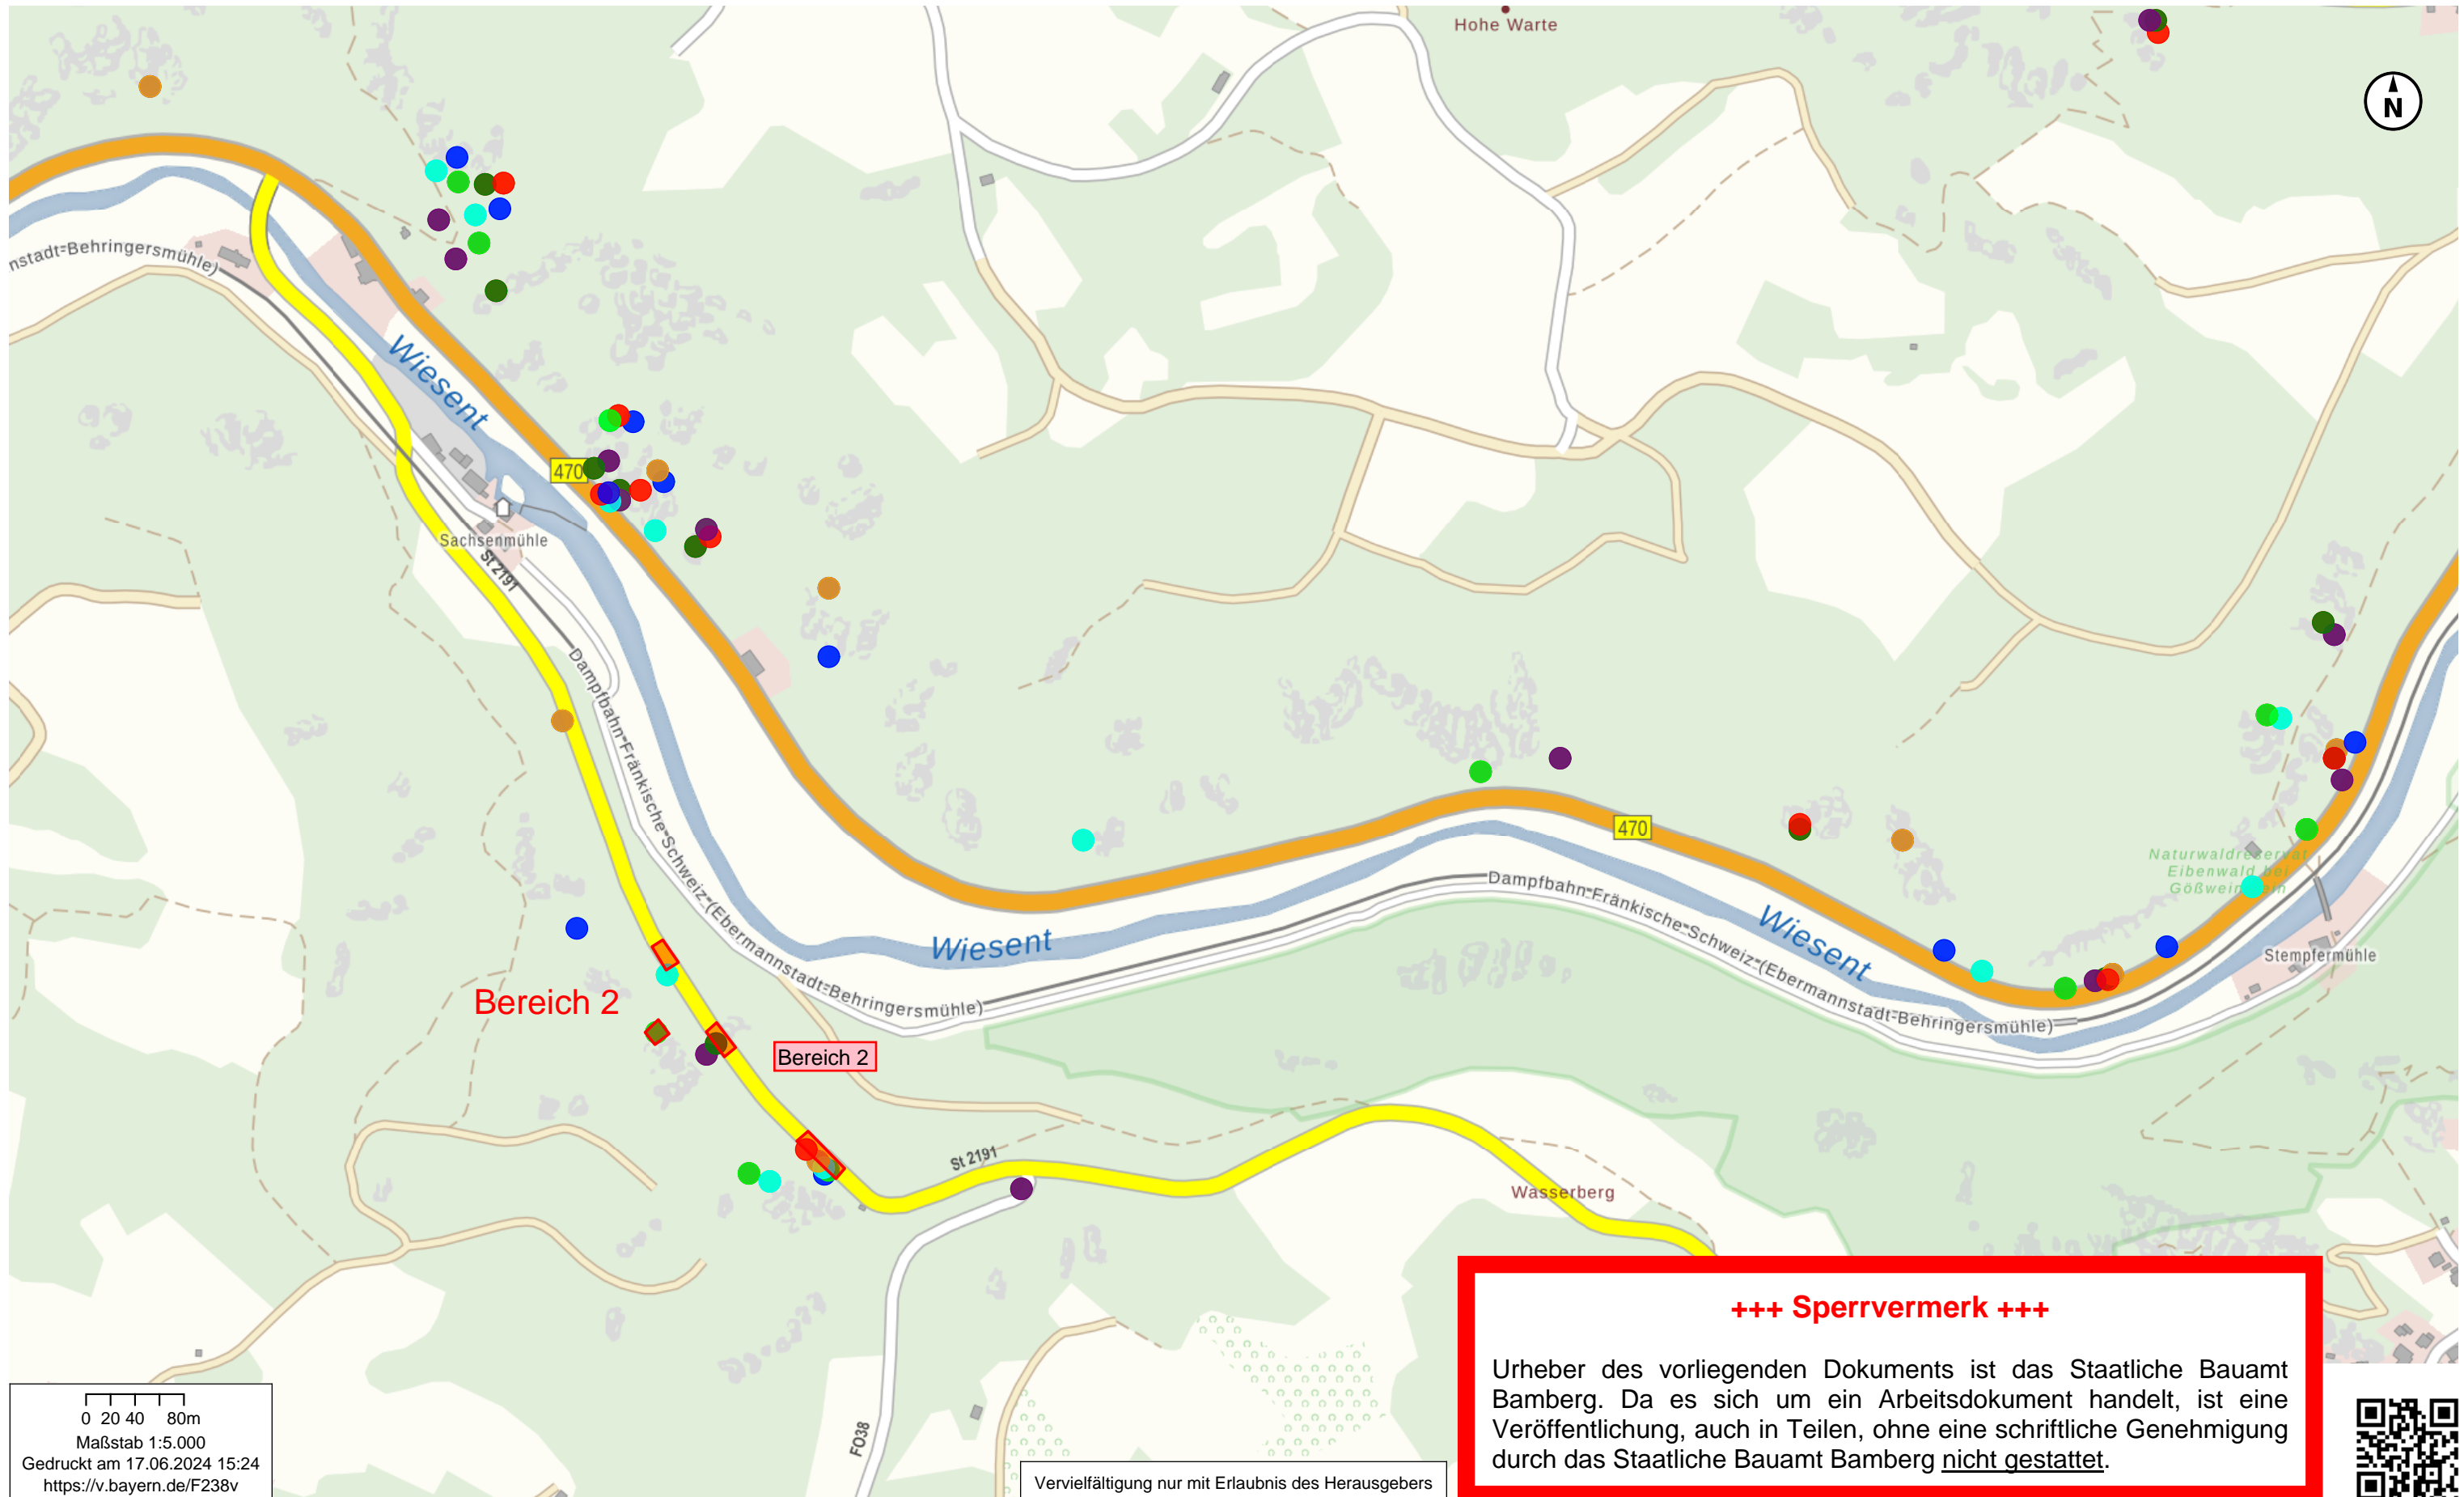 Hohe Warte
N
nstadt-Behringersmühle)
Wiesent
470
Sachsenmühle
St 2191
Dampfbahn-Fränkische-Schweiz-(Ebermannstadt-Behringersmühle)
470
Naturwaldreservat
Eibenwald bei
Dampfbahn-Fränkische-Schweiz-(Ebermannstadt-Behringersmühle)
Wiesent
Wiesent
Stempfermühle
Bereich 2
Bereich 2
St 2191
Wasserberg
FO38
+++ Sperrvermerk +++
Urheber des vorliegenden Dokuments ist das Staatliche Bauamt
Bamberg. Da es sich um ein Arbeitsdokument handelt, ist eine
Veröffentlichung, auch in Teilen, ohne eine schriftliche Genehmigung
durch das Staatliche Bauamt Bamberg nicht gestattet.
0 20 40 80m
Maßstab 1:5.000
Gedruckt am 17.06.2024 15:24
https://v.bayern.de/F238v
Vervielfältigung nur mit Erlaubnis des Herausgebers